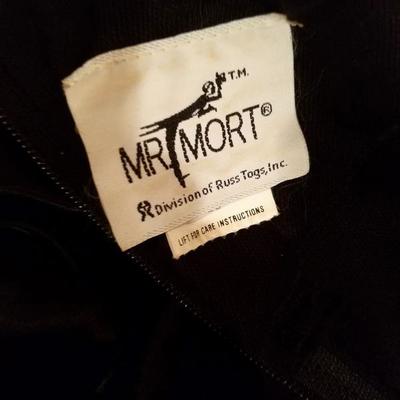 T.M.
MR MORT®
Division of Russ Togs, Inc.
LIFT FOR CARE INSTRUCTIONS